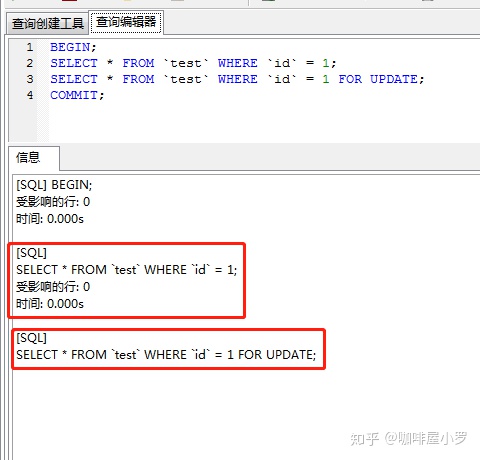 查询创建工具 查询编辑器
1 BEGIN;
2 SELECT * FROM `test` WHERE `id` = 1;
3 SELECT * FROM `test` WHERE `id` = 1 FOR UPDATE;
4 COMMIT;
信息
[SQL] BEGIN;
受影响的行: 0
时间: 0.000s
[SQL]
SELECT * FROM `test` WHERE `id` = 1;
受影响的行: 0
时间: 0.000s
[SQL]
SELECT * FROM `test` WHERE `id` = 1 FOR UPDATE;
知乎 @咖啡屋小罗